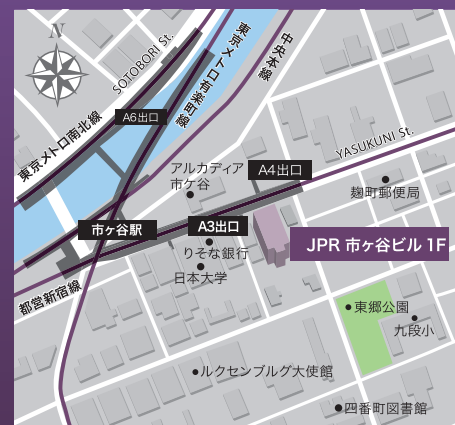 N
SOTOBORI St.
東京メトロ有楽町線
中央本線
A6出口
東京メトロ南北線
YASUKUNI St.
アルカディア
市ケ谷
A4出口
麹町郵便局
市ヶ谷駅
A3出口
りそな銀行
JPR 市ヶ谷ビル 1F
日本大学
都営新宿線
東郷公園
九段小
ルクセンブルグ大使館
四番町図書館